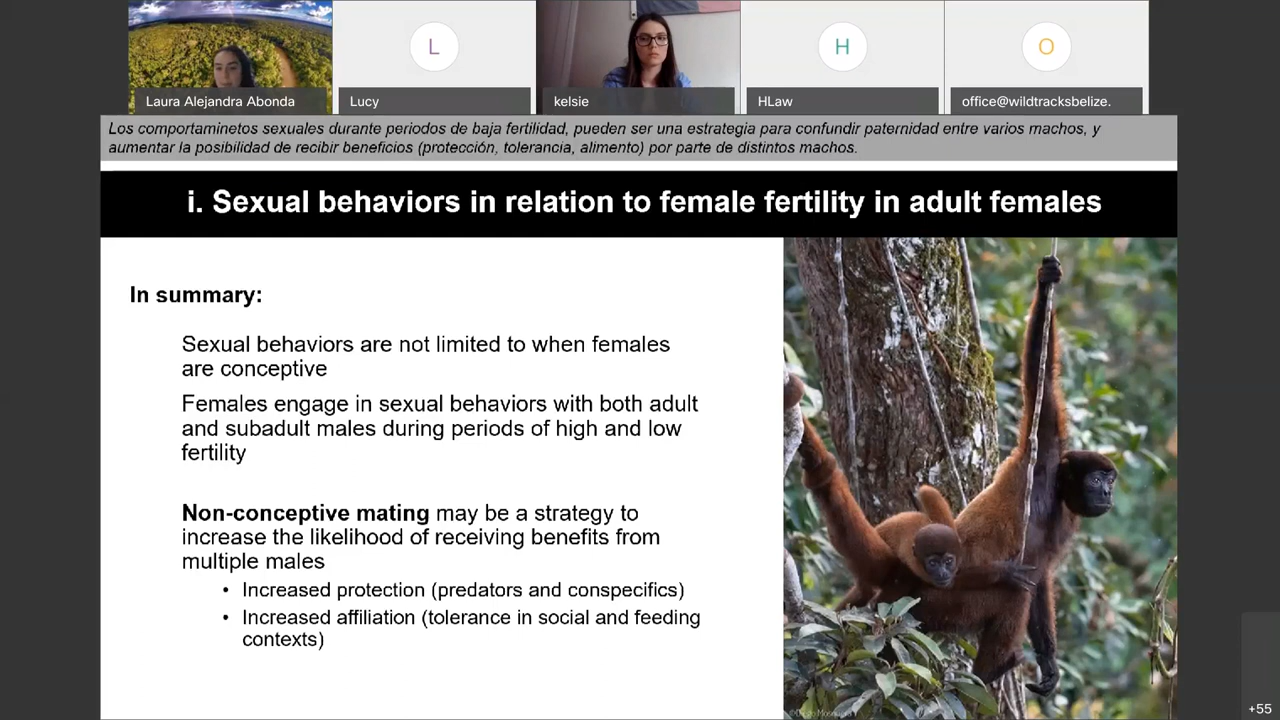 L
H
O
Laura Alejandra Abonda
Lucy
kelsie
HLaw
office@wildtracksbelize.
Los comportaminetos sexuales durante periodos de baja fertilidad, pueden ser una estrategia para confundir paternidad entre varios machos, y
aumentar la posibilidad de recibir beneficios (protección, tolerancia, alimento) por parte de distintos machos.
i. Sexual behaviors in relation to female fertility in adult females
In summary:
Sexual behaviors are not limited to when females
are conceptive
Females engage in sexual behaviors with both adult
and subadult males during periods of high and low
fertility
Non-conceptive mating may be a strategy to
increase the likelihood of receiving benefits from
multiple males
• Increased protection (predators and conspecifics)
• Increased affiliation (tolerance in social and feeding
contexts)
+55